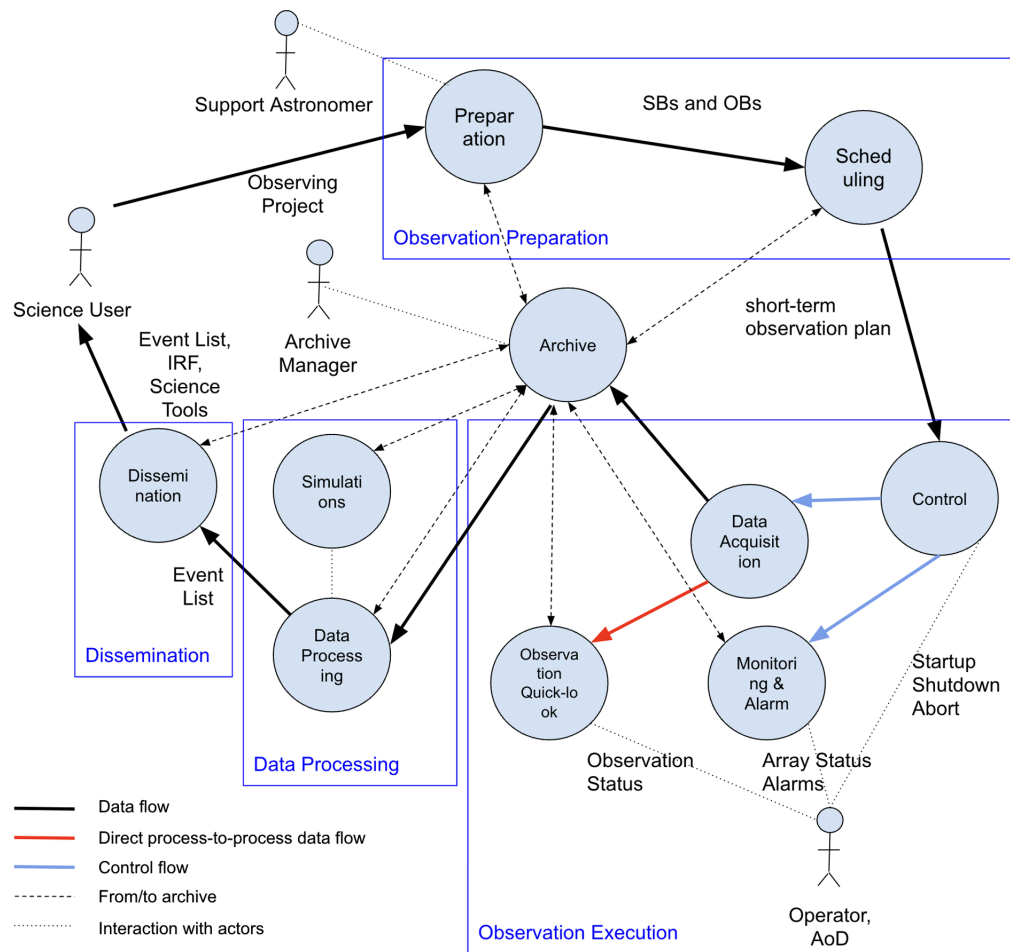 Support Astronomer
Prepar
ation
SBs and OBs
Sched
uling
Observing
Project
Observation Preparation
Science User
Archive
Manager
Archive
short-term
observation plan
Event List,
IRF,
Science
Tools
Dissemi
nation
Simulati
ons
Data
Acquisit
ion
Control
Event
List
Dissemination
Data
Process
ing
Data Processing
Observa
tion
Quick-lo
ok
Monitori
ng &
Alarm
Startup
Shutdown
Abort
Observation
Status
Array Status
Alarms
Data flow
Direct process-to-process data flow
Control flow
From/to archive
Interaction with actors
Operator,
AoD
Observation Execution